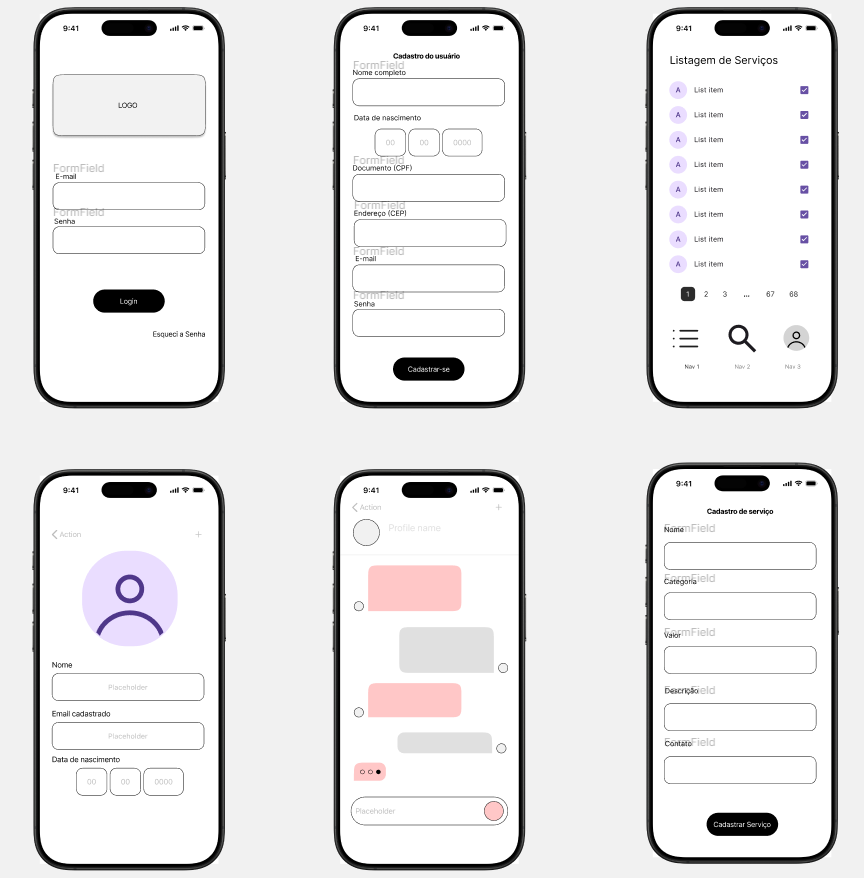 9:41
LOGO
FormField
E-mail
FormField
Senha
Login
Esqueci a Senha
9:41
Cadastro do usuário
FormField
Nome completo
Data de nascimento
00 00 0000
FormField
Documento (CPF)
FormField
Endereço (CEP)
FormField
E-mail
FormField
Senha
Cadastrar-se
9:41
Listagem de Serviços
A List item
A List item
A List item
A List item
A List item
A List item
A List item
A List item
1 2 3 ... 67 68
Nav 1 Nav 2 Nav 3
9:41
Action +
Nome
Placeholder
Email cadastrado
Placeholder
Data de nascimento
00 00 0000
9:41
Action +
Profile name
Placeholder
9:41
Cadastro de serviço
FormField
Nome
FormField
Categoria
FormField
Valor
FormField
Descrição
FormField
Contato
Cadastrar Serviço